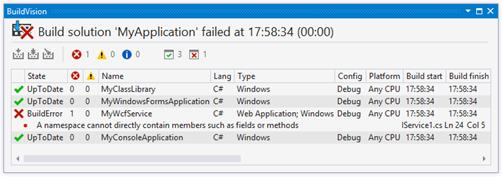 BuildVision
Build solution 'MyApplication' failed at 17:58:34 (00:00)
1 0 0 3 1
State Name Lang Type Config Platform Build start Build finish
UpToDate 0 0 MyClassLibrary C# Windows Debug Any CPU 17:58:34 17:58:34
UpToDate 0 0 MyWindowsFormsApplication C# Windows Debug Any CPU 17:58:34 17:58:34
BuildError 1 0 MyWcfService C# Web Application; Windows Debug Any CPU 17:58:34 17:58:34
A namespace cannot directly contain members such as fields or methods IService1.cs Ln 24 Col 5
UpToDate 0 0 MyConsoleApplication C# Windows Debug Any CPU 17:58:34 17:58:34